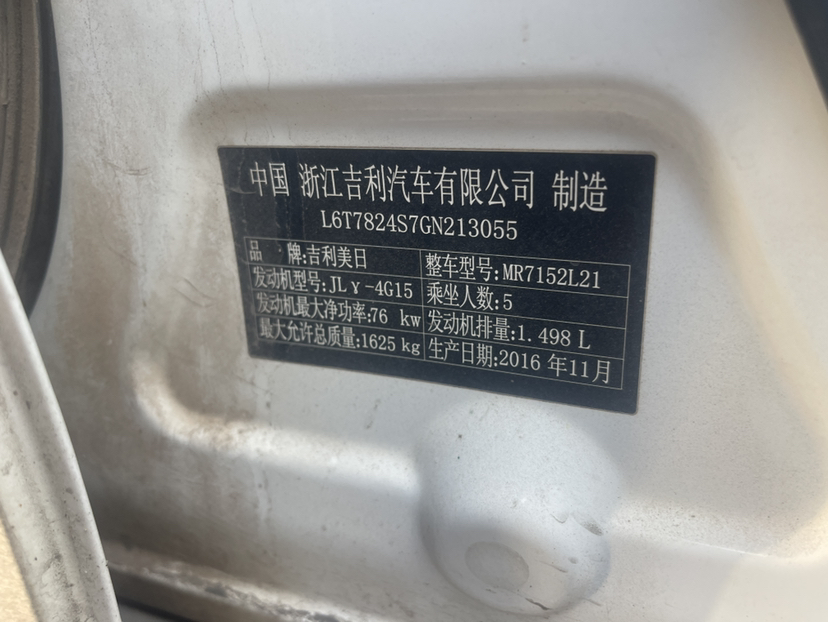 中国 浙江吉利汽车有限公司 制造
L6T7824S7GN213055
品 牌:吉利美日 整车型号:MR7152L21
发动机型号:JLγ-4G15 乘坐人数:5
发动机最大净功率:76 kw 发动机排量:1.498 L
最大允许总质量:1625 kg 生产日期:2016 年11月